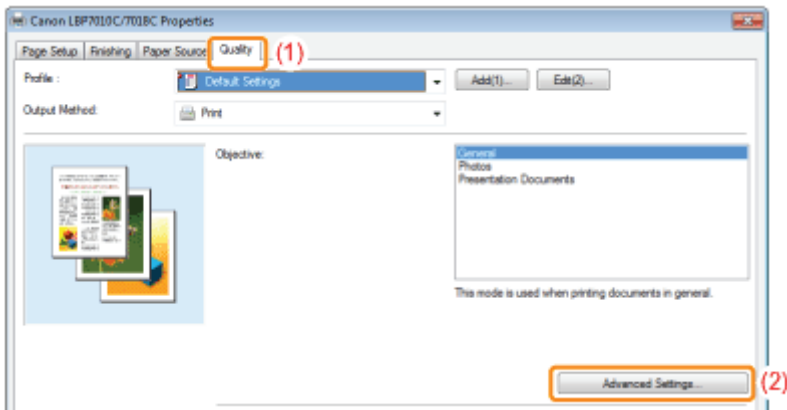 Canon LBP7010C/7018C Properties
Page Setup Finishing Paper Source Quality (1)
Profile : Default Settings Add(1)... Edit(2)...
Output Method: Print
Objective:
General
Photos
Presentation Documents
This mode is used when printing documents in general.
Advanced Settings... (2)